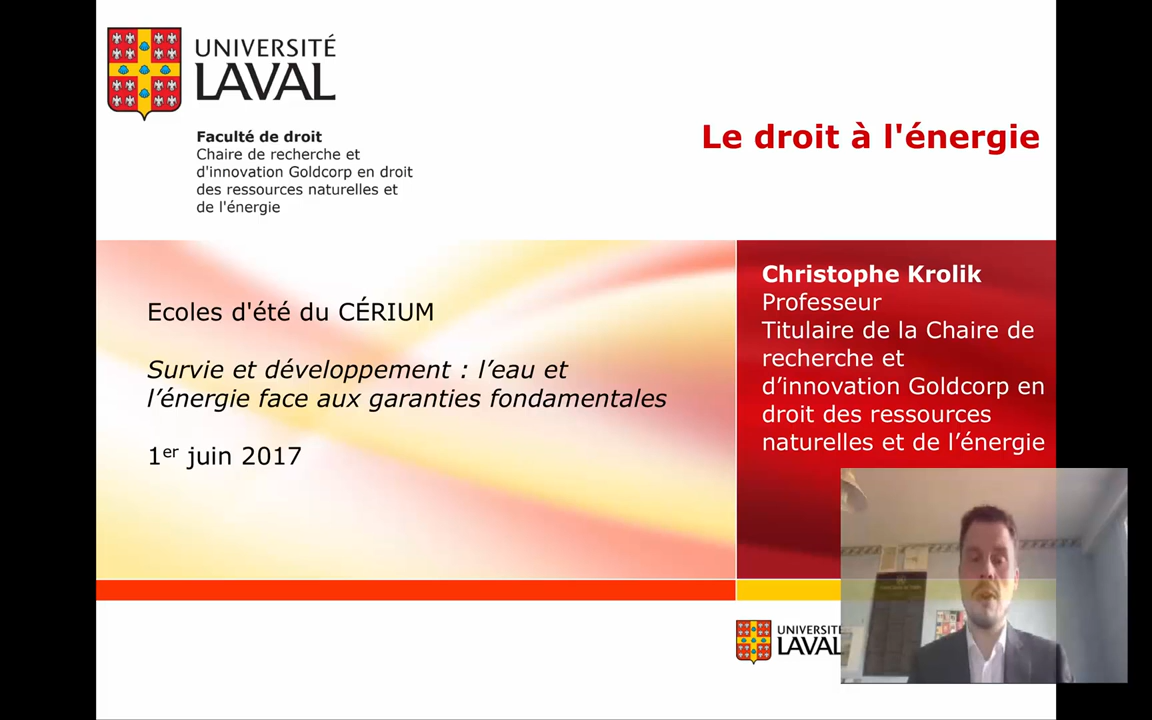 UNIVERSITÉ
LAVAL
Faculté de droit
Chaire de recherche et
d'innovation Goldcorp en droit
des ressources naturelles et
de l'énergie
Le droit à l'énergie
Ecoles d'été du CÉRIUM
Survie et développement : l’eau et
l’énergie face aux garanties fondamentales
1er juin 2017
Christophe Krolik
Professeur
Titulaire de la Chaire de
recherche et
d’innovation Goldcorp en
droit des ressources
naturelles et de l’énergie
UNIVERSITÉ
LAVAL